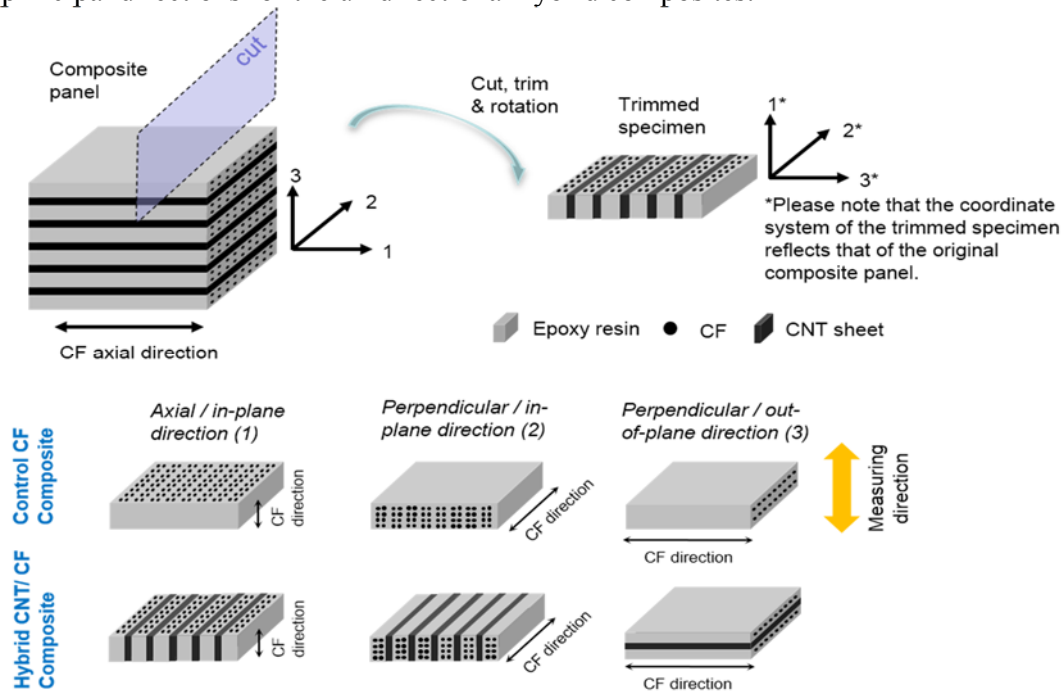 cut
Composite
panel
3
2
1
CF axial direction
Cut, trim
& rotation
Trimmed
specimen
1*
2*
3*
*Please note that the coordinate
system of the trimmed specimen
reflects that of the original
composite panel.
Epoxy resin
CF
CNT sheet
Axial / in-plane
direction (1)
Perpendicular / in-
plane direction (2)
Perpendicular / out-
of-plane direction (3)
Control CF
Composite
CF
direction
CF direction
CF direction
Measuring
direction
Hybrid CNT/ CF
Composite
CF
direction
CF direction
CF direction